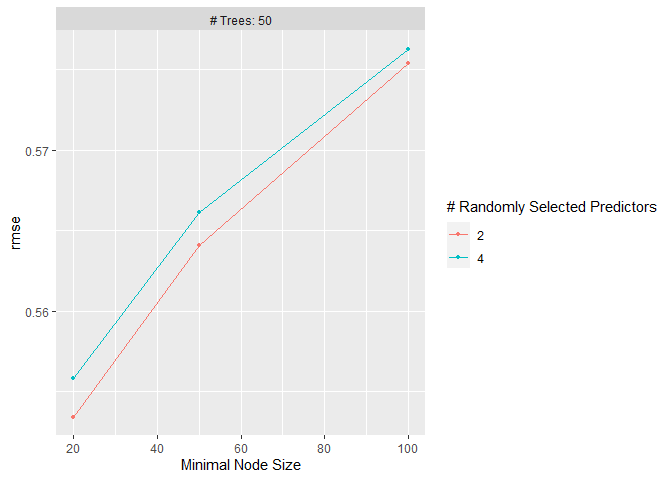 # Trees: 50
rmse
0.57
0.56
20 40 60 80 100
Minimal Node Size
# Randomly Selected Predictors
2
4